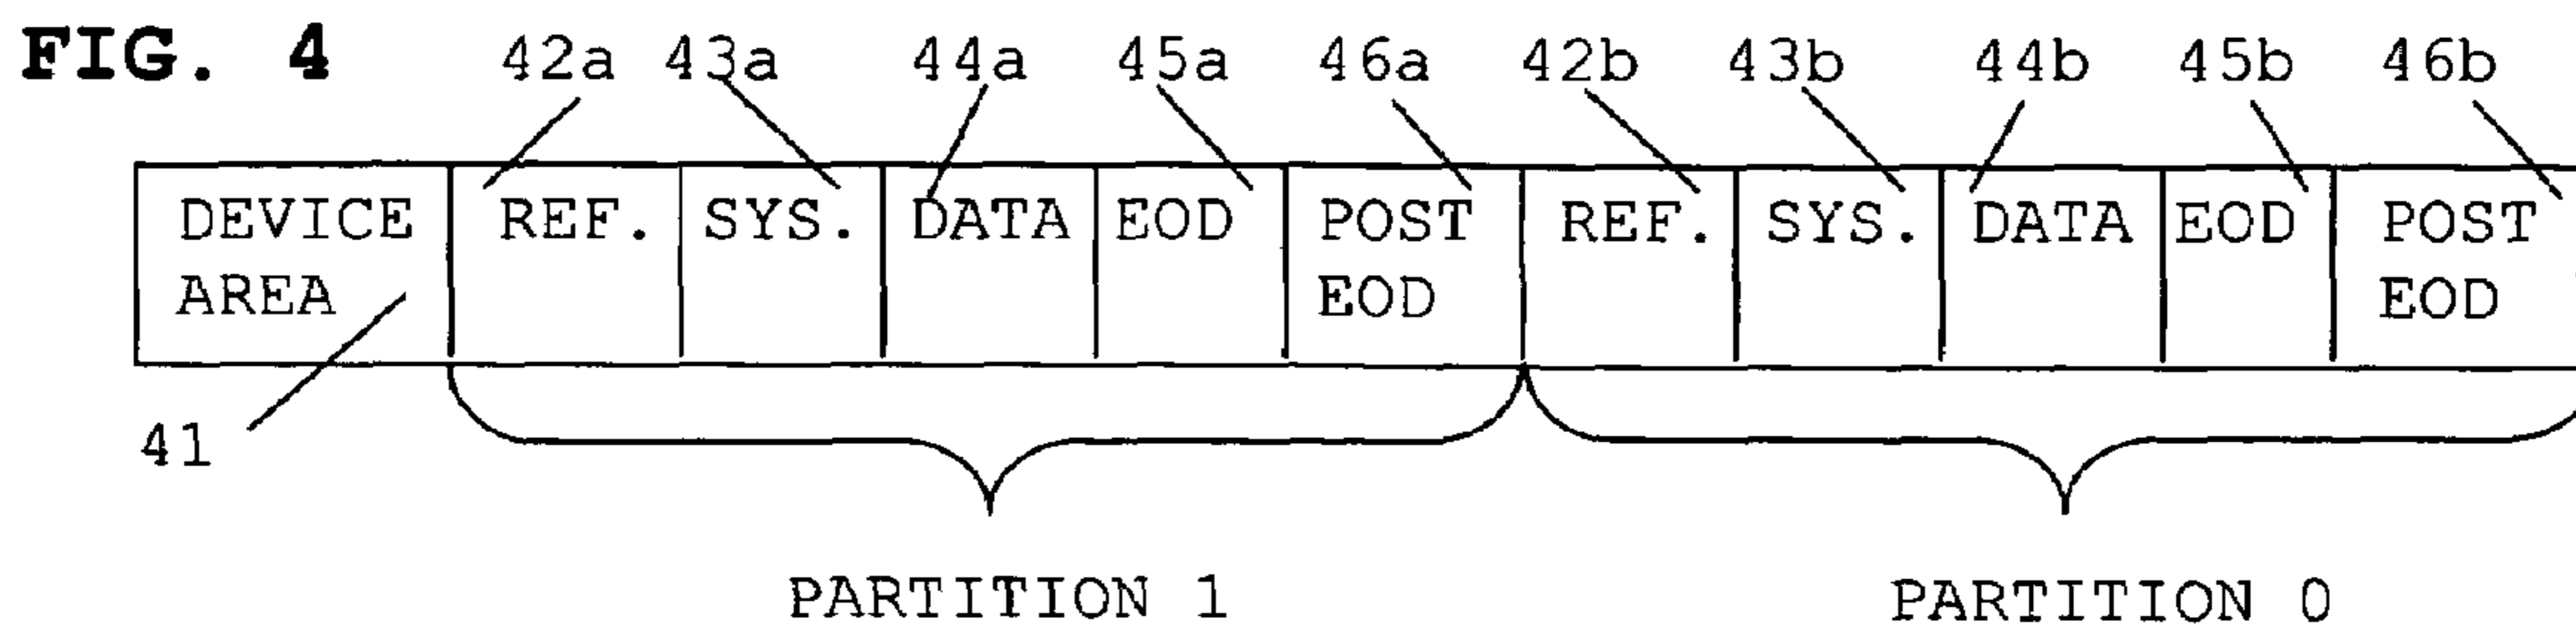 FIG. 4 42a 43a 44a 45a 46a 42b 43b 44b 45b 46b
DEVICE REF. SYS. DATA EOD POST REF. SYS. DATA EOD POST
AREA EOD EOD
41
PARTITION 1 PARTITION 0